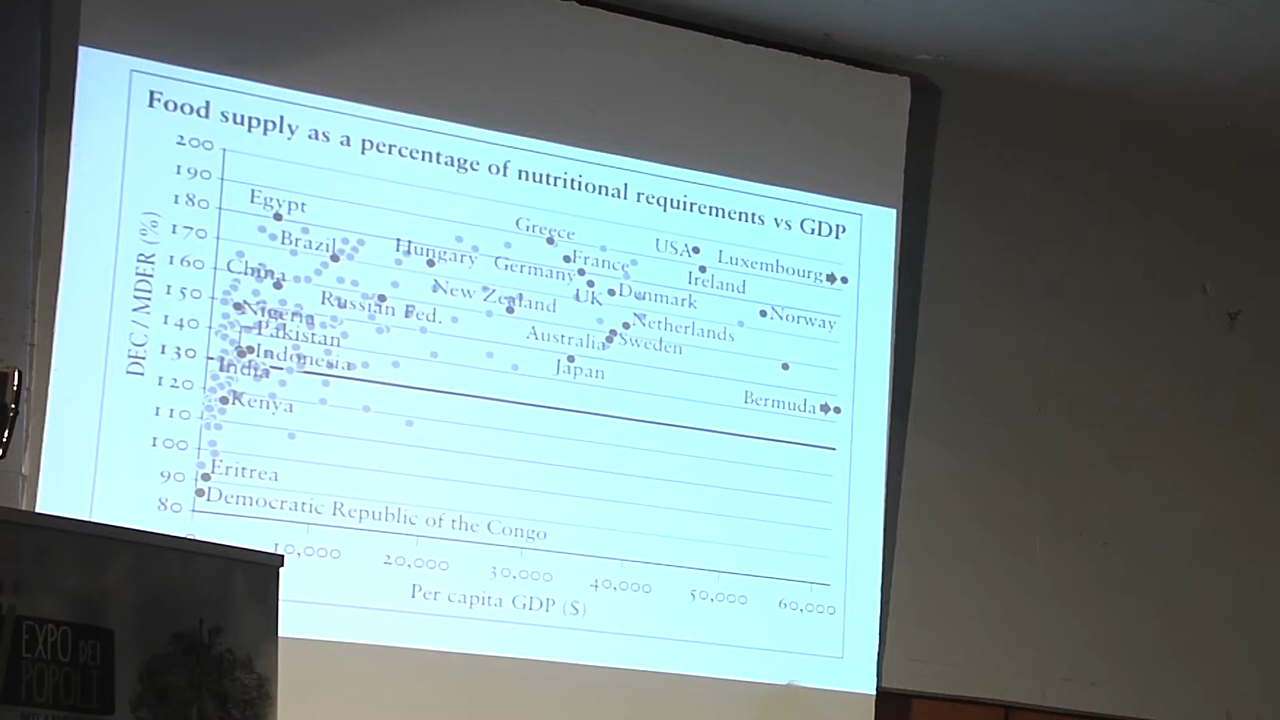 Food supply as a percentage of nutritional requirements vs GDP
DEC / MDER (%)
200
190
180
170
160
150
140
130
120
110
100
90
80
Egypt
Brazil
China
Hungary
Greece
Germany
France
USA
Luxembourg
Ireland
UK
Denmark
Norway
Russian Fed.
New Zealand
Nigeria
Pakistan
Indonesia
India
Australia
Netherlands
Sweden
Japan
Bermuda
Kenya
Eritrea
Democratic Republic of the Congo
10,000
20,000
30,000
40,000
50,000
60,000
Per capita GDP ($)
EXPO DEI
POPOLI